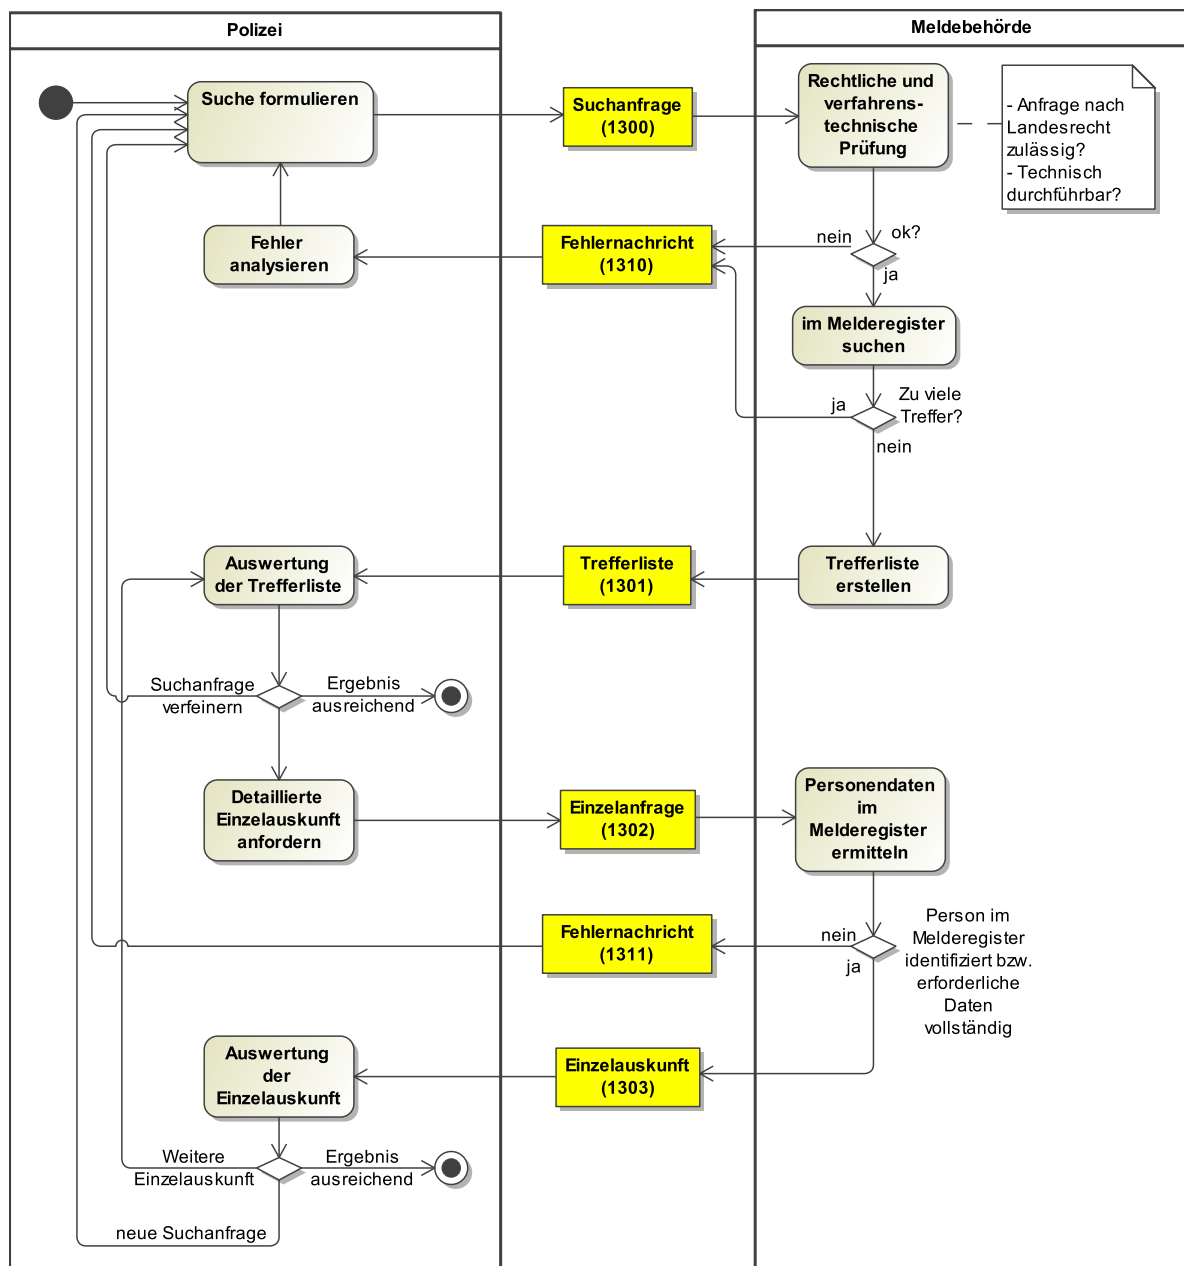 Polizei
Meldebehörde
Suche formulieren
Suchanfrage
(1300)
Rechtliche und
verfahrens-
technische
Prüfung
- Anfrage nach
Landesrecht
zulässig?
- Technisch
durchführbar?
Fehler
analysieren
Fehlernachricht
(1310)
nein
ok?
ja
im Melderegister
suchen
ja
Zu viele
Treffer?
nein
Auswertung
der Trefferliste
Trefferliste
(1301)
Trefferliste
erstellen
Suchanfrage
verfeinern
Ergebnis
ausreichend
Detaillierte
Einzelauskunft
anfordern
Einzelanfrage
(1302)
Personendaten
im
Melderegister
ermitteln
Fehlernachricht
(1311)
nein
ja
Person im
Melderegister
identifiziert bzw.
erforderliche
Daten
vollständig
Auswertung
der
Einzelauskunft
Einzelauskunft
(1303)
Weitere
Einzelauskunft
Ergebnis
ausreichend
neue Suchanfrage